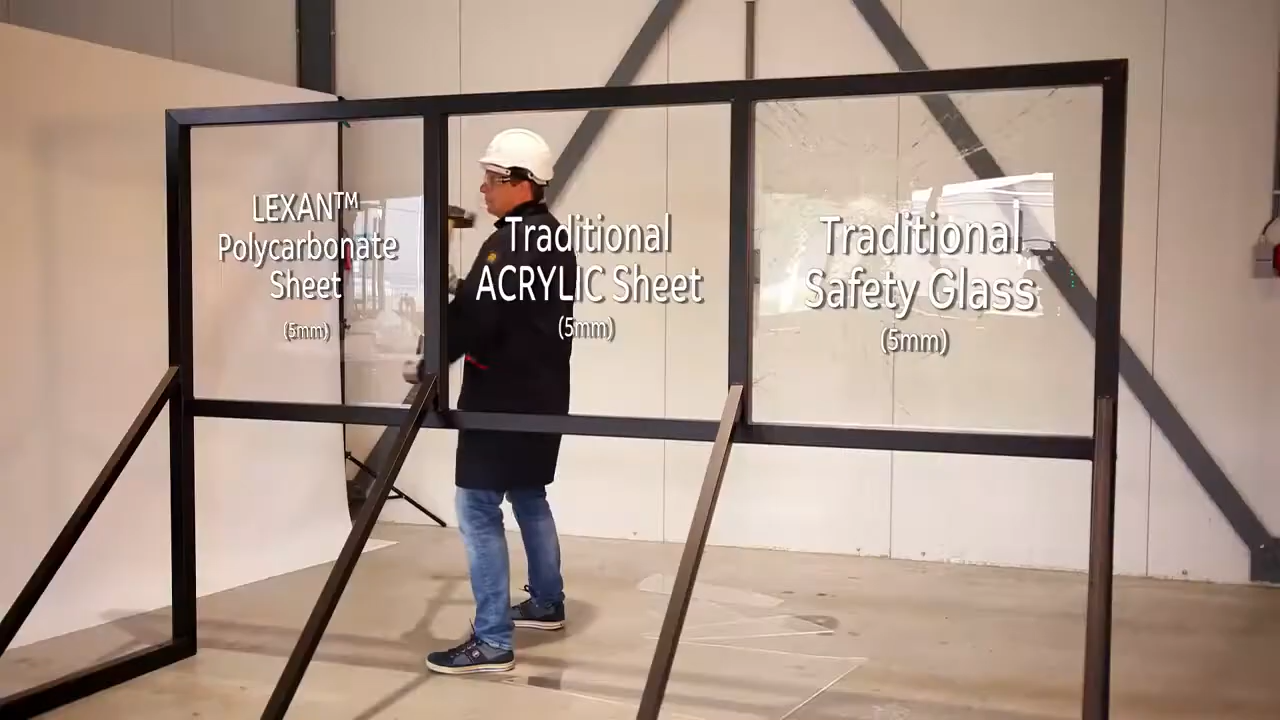 LEXAN™
Polycarbonate
Sheet
(5mm)
Traditional
ACRYLIC Sheet
(5mm)
Traditional
Safety Glass
(5mm)